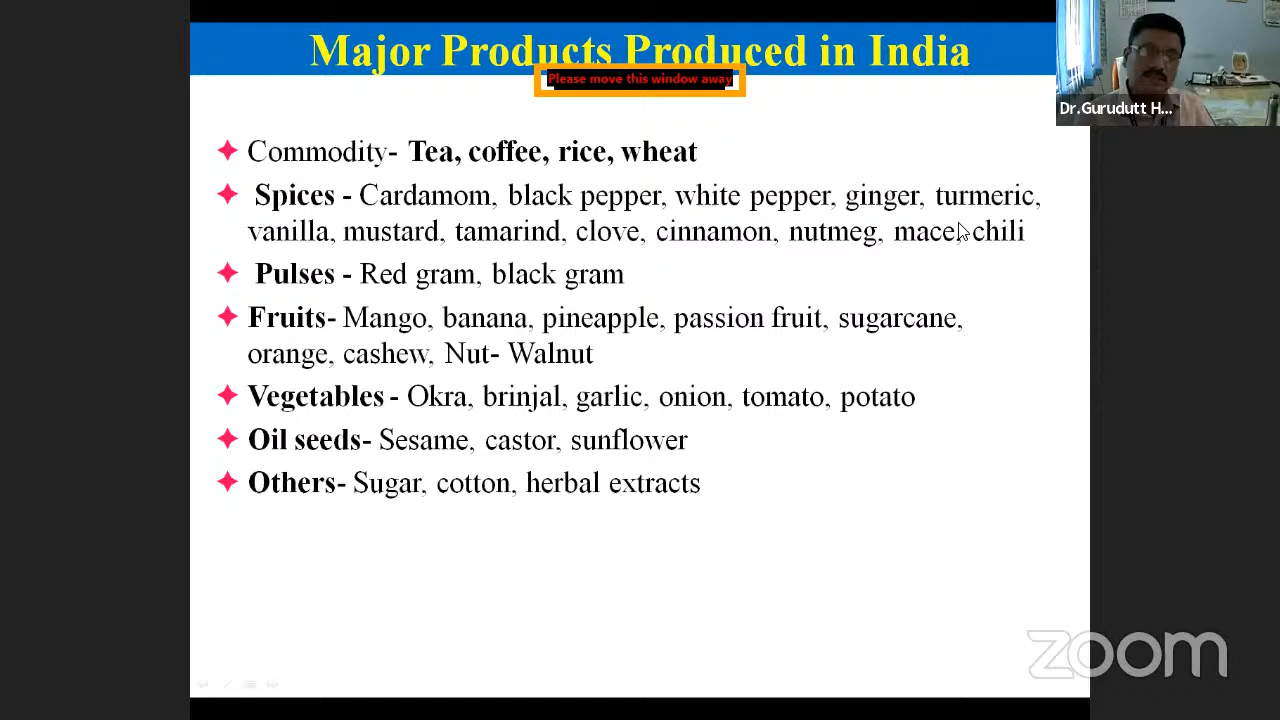 Major Products Produced in India
Please move this window away
Dr.Gurudutt H...
Commodity- Tea, coffee, rice, wheat
Spices - Cardamom, black pepper, white pepper, ginger, turmeric,
vanilla, mustard, tamarind, clove, cinnamon, nutmeg, mace, chili
Pulses - Red gram, black gram
Fruits- Mango, banana, pineapple, passion fruit, sugarcane,
orange, cashew, Nut- Walnut
Vegetables - Okra, brinjal, garlic, onion, tomato, potato
Oil seeds- Sesame, castor, sunflower
Others- Sugar, cotton, herbal extracts
zoom